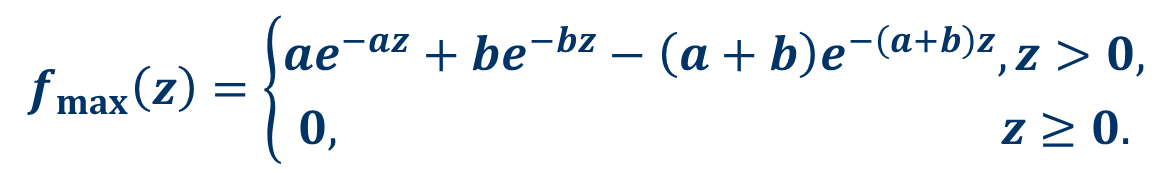 f_max(z) = { ae^{-az} + be^{-bz} − (a + b)e^{-(a+b)z}, z > 0,
0, z ≥ 0.